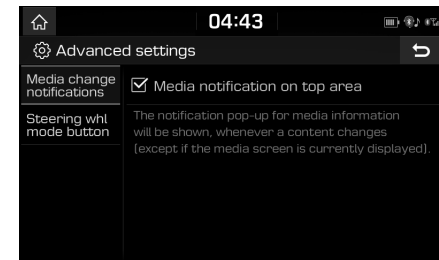 04:43
Advanced settings
Media change
notifications
Media notification on top area
The notification pop-up for media information
will be shown, whenever a content changes
(except if the media screen is currently displayed).
Steering whl
mode button